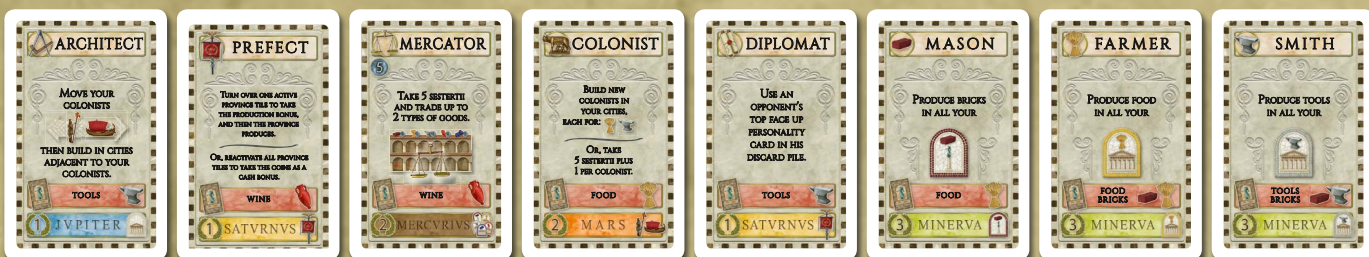 ARCHITECT
MOVE YOUR
COLONISTS
THEN BUILD IN CITIES
ADJACENT TO YOUR
COLONISTS.
TOOLS
1 JVPITER
PREFECT
TURN OVER ONE ACTIVE
PROVINCE TILE TO TAKE
THE PRODUCTION BONUS,
AND THEN THE PROVINCE
PRODUCES.
OR, REACTIVATE ALL PROVINCE
TILES TO TAKE THE COINS AS A
CASH BONUS.
WINE
1 SATVRNVS
MERCATOR
5
TAKE 5 SESTERTII
AND TRADE UP TO
2 TYPES OF GOODS.
WINE
2 MERCVRIVS
COLONIST
BUILD NEW
COLONISTS IN
YOUR CITIES,
EACH FOR:
OR, TAKE
5 SESTERTII PLUS
1 PER COLONIST.
FOOD
2 MARS
DIPLOMAT
USE AN
OPPONENT'S
TOP FACE UP
PERSONALITY
CARD IN HIS
DISCARD PILE.
TOOLS
1 SATVRNVS
MASON
PRODUCE BRICKS
IN ALL YOUR
FOOD
3 MINERVA
FARMER
PRODUCE FOOD
IN ALL YOUR
FOOD
BRICKS
3 MINERVA
SMITH
PRODUCE TOOLS
IN ALL YOUR
TOOLS
BRICKS
3 MINERVA